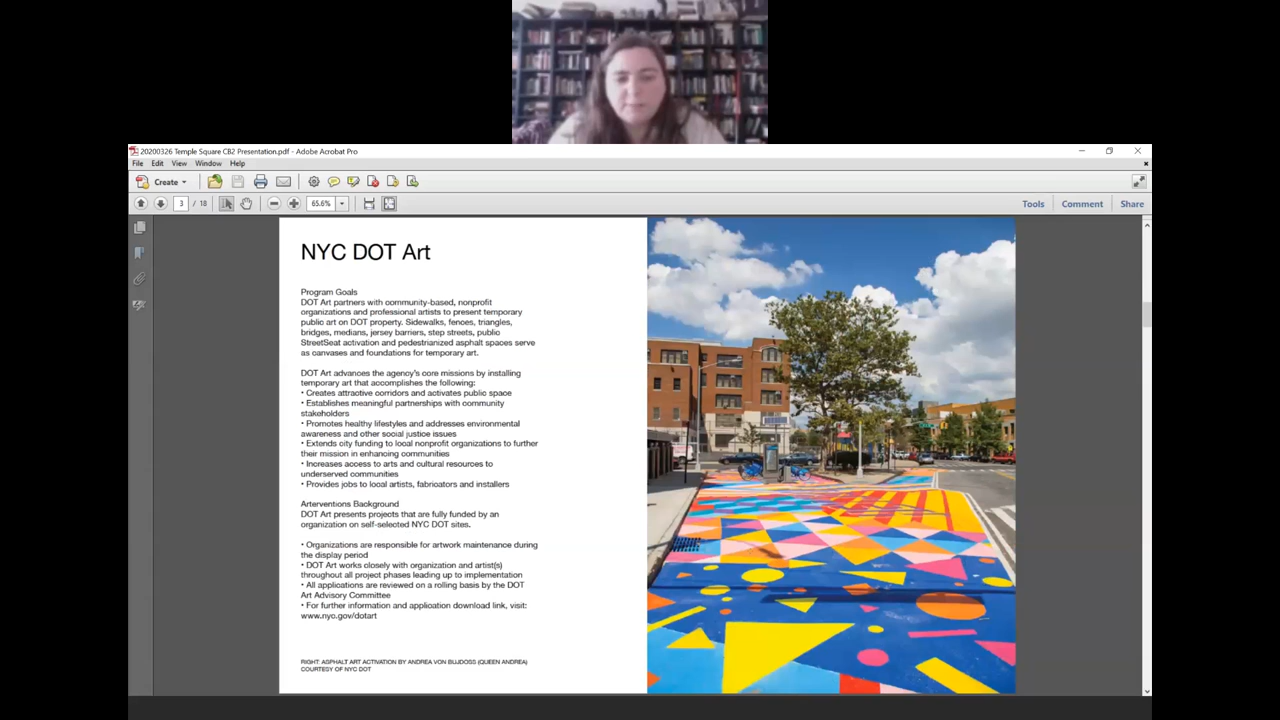 20200326 Temple Square CB2 Presentation.pdf - Adobe Acrobat Pro
File Edit View Window Help
Create
3 / 18 65.6% Tools Comment Share
NYC DOT Art
Program Goals
DOT Art partners with community-based, nonprofit
organizations and professional artists to present temporary
public art on DOT property. Sidewalks, fences, triangles,
bridges, medians, jersey barriers, step streets, public
StreetSeat activation and pedestrianized asphalt spaces serve
as canvases and foundations for temporary art.
DOT Art advances the agency's core missions by installing
temporary art that accomplishes the following:
• Creates attractive corridors and activates public space
• Establishes meaningful partnerships with community
stakeholders
• Promotes healthy lifestyles and addresses environmental
awareness and other social justice issues
• Extends city funding to local nonprofit organizations to further
their mission in enhancing communities
• Increases access to arts and cultural resources to
underserved communities
• Provides jobs to local artists, fabricators and installers
Arterventions Background
DOT Art presents projects that are fully funded by an
organization on self-selected NYC DOT sites.
• Organizations are responsible for artwork maintenance during
the display period
• DOT Art works closely with organization and artist(s)
throughout all project phases leading up to implementation
• All applications are reviewed on a rolling basis by the DOT
Art Advisory Committee
• For further information and application download link, visit:
www.nyc.gov/dotart
RIGHT: ASPHALT ART ACTIVATION BY ANDREA VON BUJDOSS (QUEEN ANDREA)
COURTESY OF NYC DOT